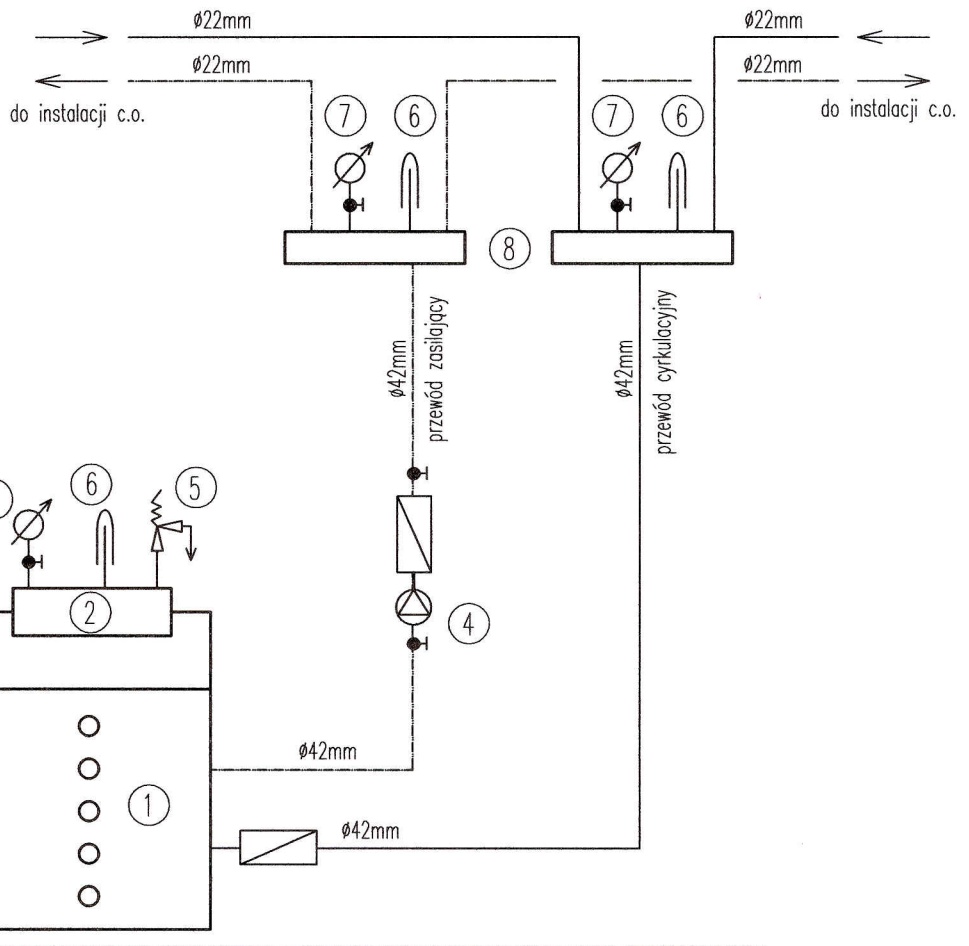 ø22mm
ø22mm
ø22mm
ø22mm
do instalacji c.o.
do instalacji c.o.
7
6
7
6
8
ø42mm
przewód zasilający
ø42mm
przewód cyrkulacyjny
6
5
2
4
ø42mm
1
ø42mm